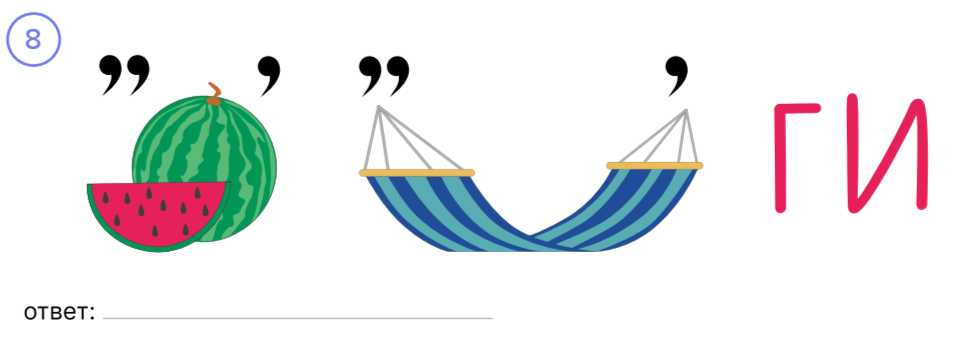 8
,, , ,, , ГИ
ответ: